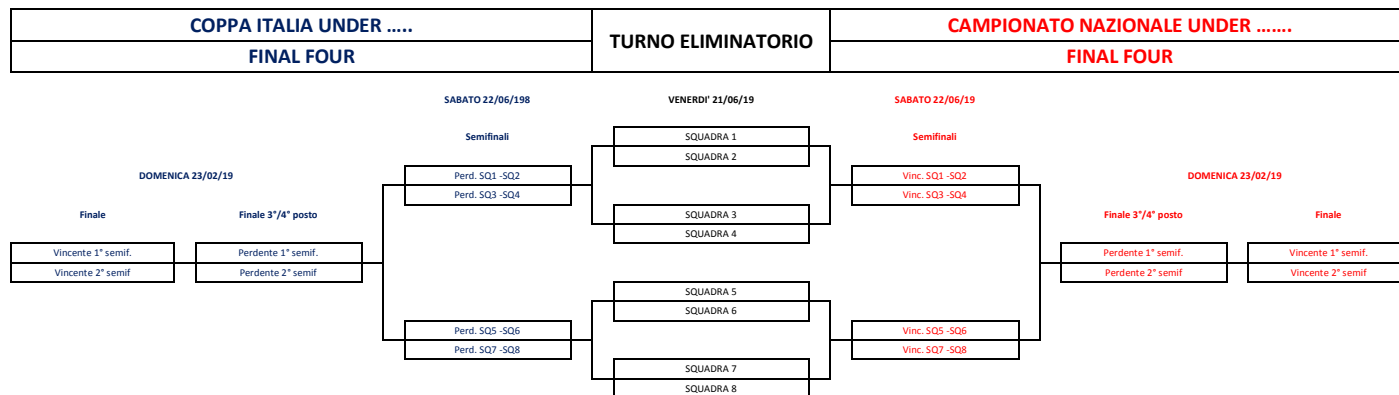 COPPA ITALIA UNDER …..
FINAL FOUR
TURNO ELIMINATORIO
CAMPIONATO NAZIONALE UNDER …….
FINAL FOUR
SABATO 22/06/198
VENERDI' 21/06/19
SABATO 22/06/19
Semifinali
SQUADRA 1
SQUADRA 2
Semifinali
DOMENICA 23/02/19
Perd. SQ1 -SQ2
Perd. SQ3 -SQ4
Vinc. SQ1 -SQ2
Vinc. SQ3 -SQ4
DOMENICA 23/02/19
Finale
Finale 3°/4° posto
SQUADRA 3
SQUADRA 4
Finale 3°/4° posto
Finale
Vincente 1° semif.
Vincente 2° semif
Perdente 1° semif.
Perdente 2° semif
Perdente 1° semif.
Perdente 2° semif
Vincente 1° semif.
Vincente 2° semif
SQUADRA 5
SQUADRA 6
Perd. SQ5 -SQ6
Perd. SQ7 -SQ8
Vinc. SQ5 -SQ6
Vinc. SQ7 -SQ8
SQUADRA 7
SQUADRA 8